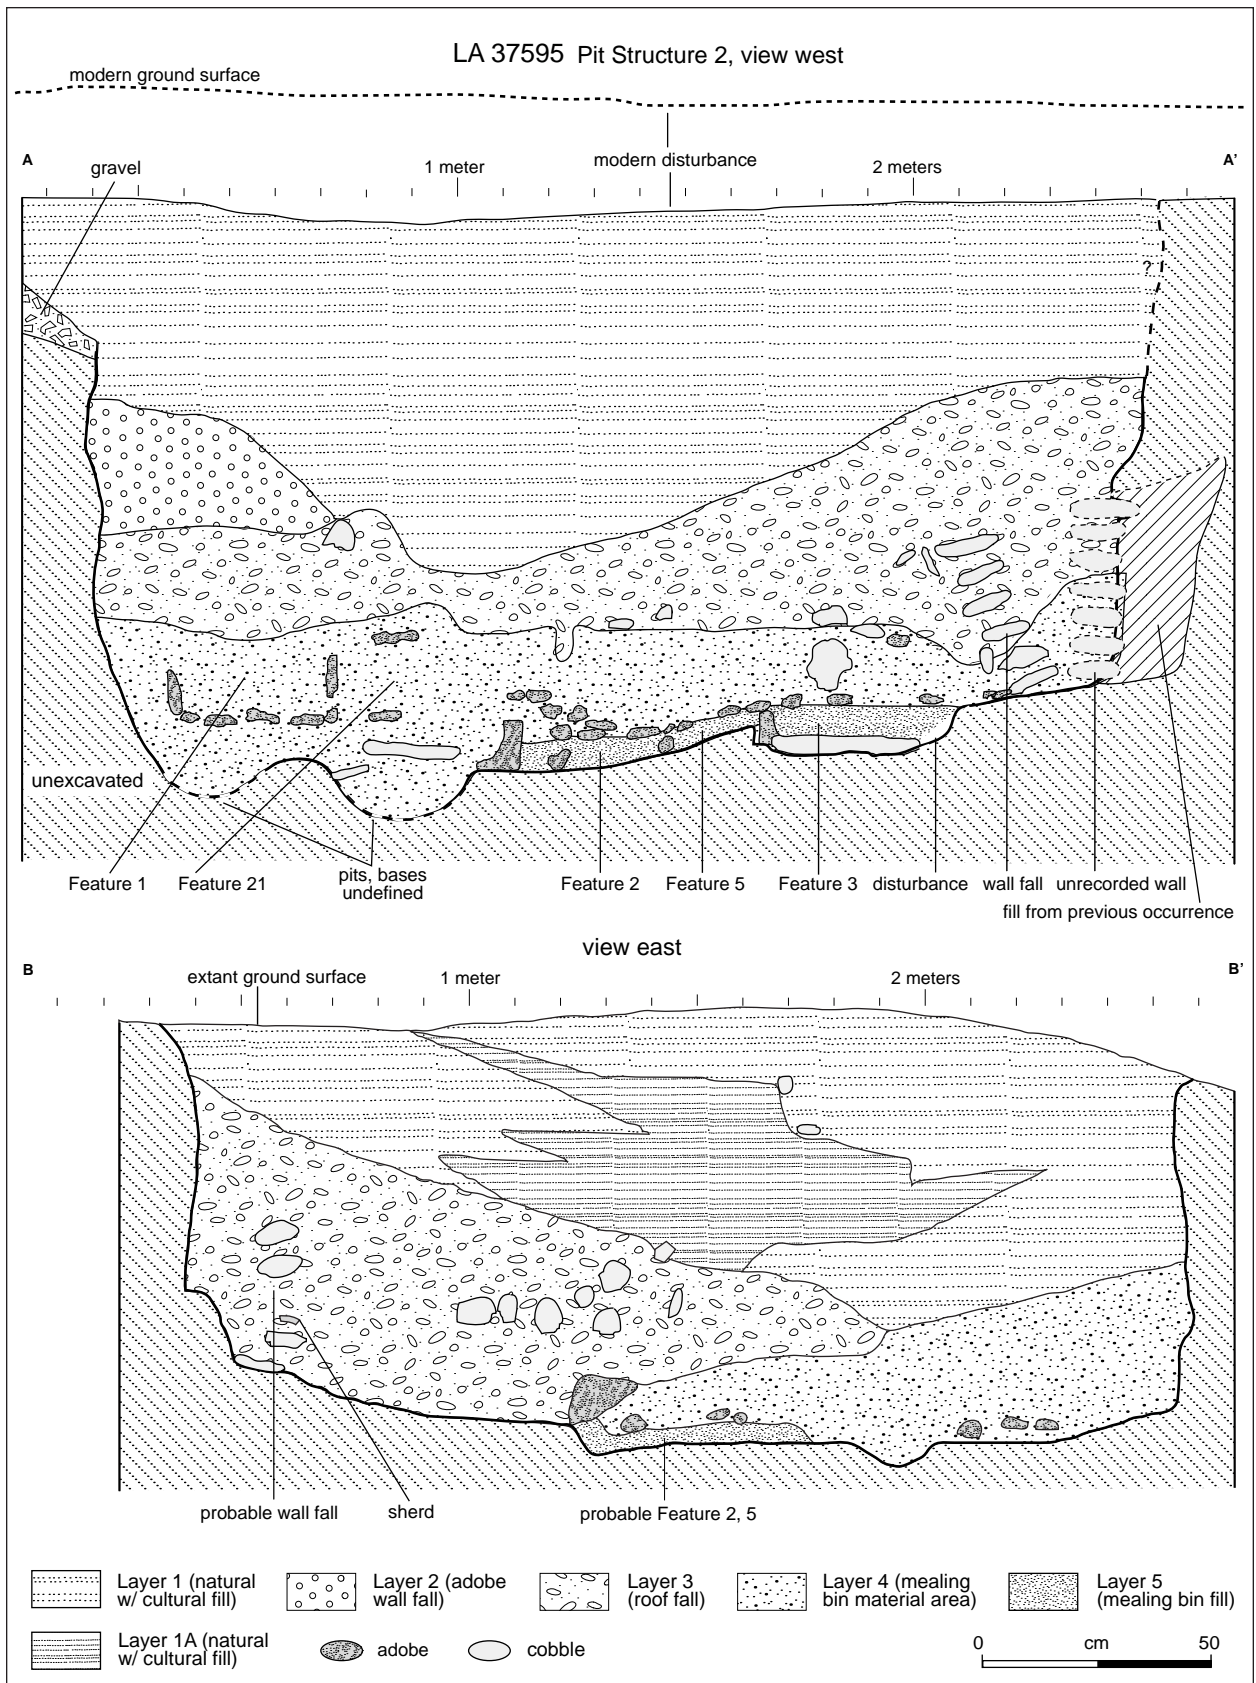 LA 37595 Pit Structure 2, view west
modern ground surface
A
gravel
1 meter
modern disturbance
2 meters
A'
?
unexcavated
Feature 1
Feature 21
pits, bases
undefined
Feature 2
Feature 5
Feature 3
disturbance
wall fall
unrecorded wall
fill from previous occurrence
view east
B
extant ground surface
1 meter
2 meters
B'
probable wall fall
sherd
probable Feature 2, 5
Layer 1 (natural
w/ cultural fill)
Layer 2 (adobe
wall fall)
Layer 3
(roof fall)
Layer 4 (mealing
bin material area)
Layer 5
(mealing bin fill)
Layer 1A (natural
w/ cultural fill)
adobe
cobble
0 cm 50